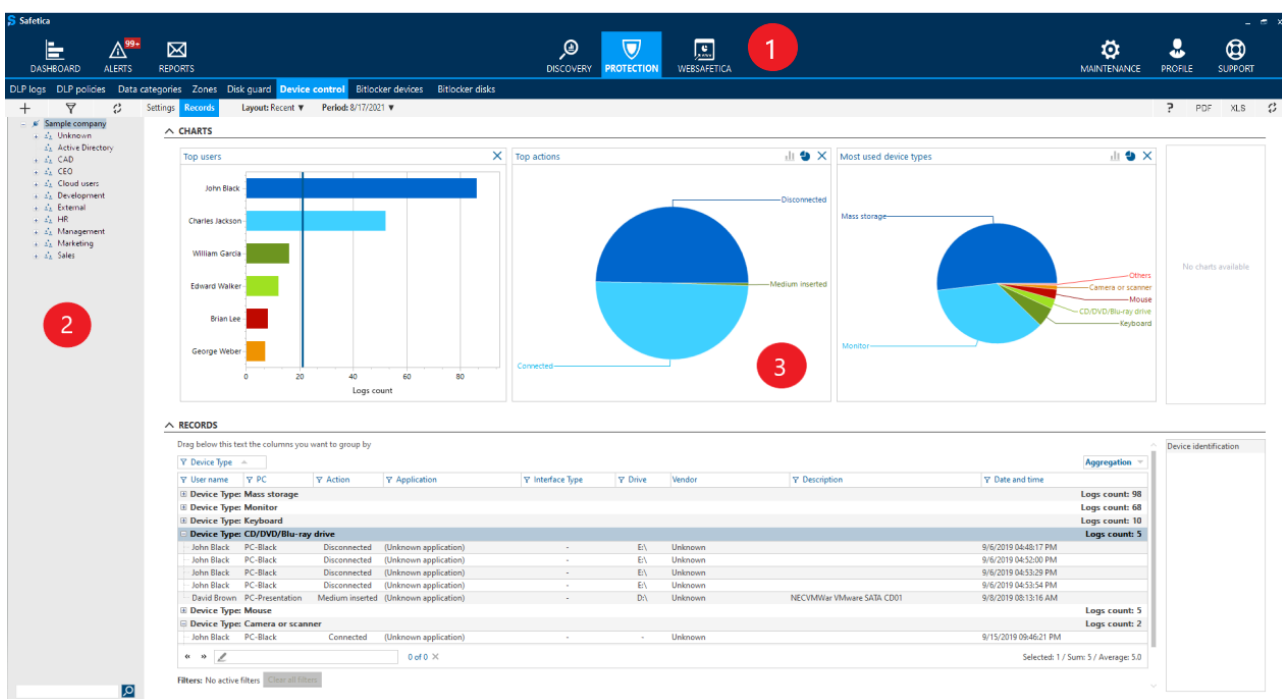 Safetica
99+
DASHBOARD ALERTS REPORTS DISCOVERY PROTECTION WEBSAFETICA 1 MAINTENANCE PROFILE SUPPORT
DLP logs DLP policies Data categories Zones Disk guard Device control Bitlocker devices Bitlocker disks
Settings Records Layout: Recent ▼ Period: 8/17/2021 ▼ ? PDF XLS
Sample company
Unknown
Active Directory
CAD
CEO
Cloud users
Development
External
HR
Management
Marketing
Sales
2
CHARTS
Top users
John Black
Charles Jackson
William Garcia
Edward Walker
Brian Lee
George Weber
0 20 40 60 80
Logs count
Top actions
Disconnected
Medium inserted
Connected
3
Most used device types
Mass storage
Others
Camera or scanner
Mouse
CD/DVD/Blu-ray drive
Keyboard
Monitor
No charts available
RECORDS
Drag below this text the columns you want to group by
Device Type
Aggregation
User name PC Action Application Interface Type Drive Vendor Description Date and time
Device Type: Mass storage Logs count: 98
Device Type: Monitor Logs count: 68
Device Type: Keyboard Logs count: 10
Device Type: CD/DVD/Blu-ray drive Logs count: 5
John Black PC-Black Disconnected (Unknown application) - E:\ Unknown 9/6/2019 04:48:17 PM
John Black PC-Black Disconnected (Unknown application) - E:\ Unknown 9/6/2019 04:52:00 PM
John Black PC-Black Disconnected (Unknown application) - E:\ Unknown 9/6/2019 04:53:29 PM
John Black PC-Black Disconnected (Unknown application) - E:\ Unknown 9/6/2019 04:53:54 PM
David Brown PC-Presentation Medium inserted (Unknown application) - D:\ Unknown NECVMWar VMware SATA CD01 9/8/2019 08:13:16 AM
Device Type: Mouse Logs count: 5
Device Type: Camera or scanner Logs count: 2
John Black PC-Black Connected (Unknown application) - - Unknown 9/15/2019 09:46:21 PM
0 of 0 Selected: 1 / Sum: 5 / Average: 5.0
Filters: No active filters Clear all filters
Device identification